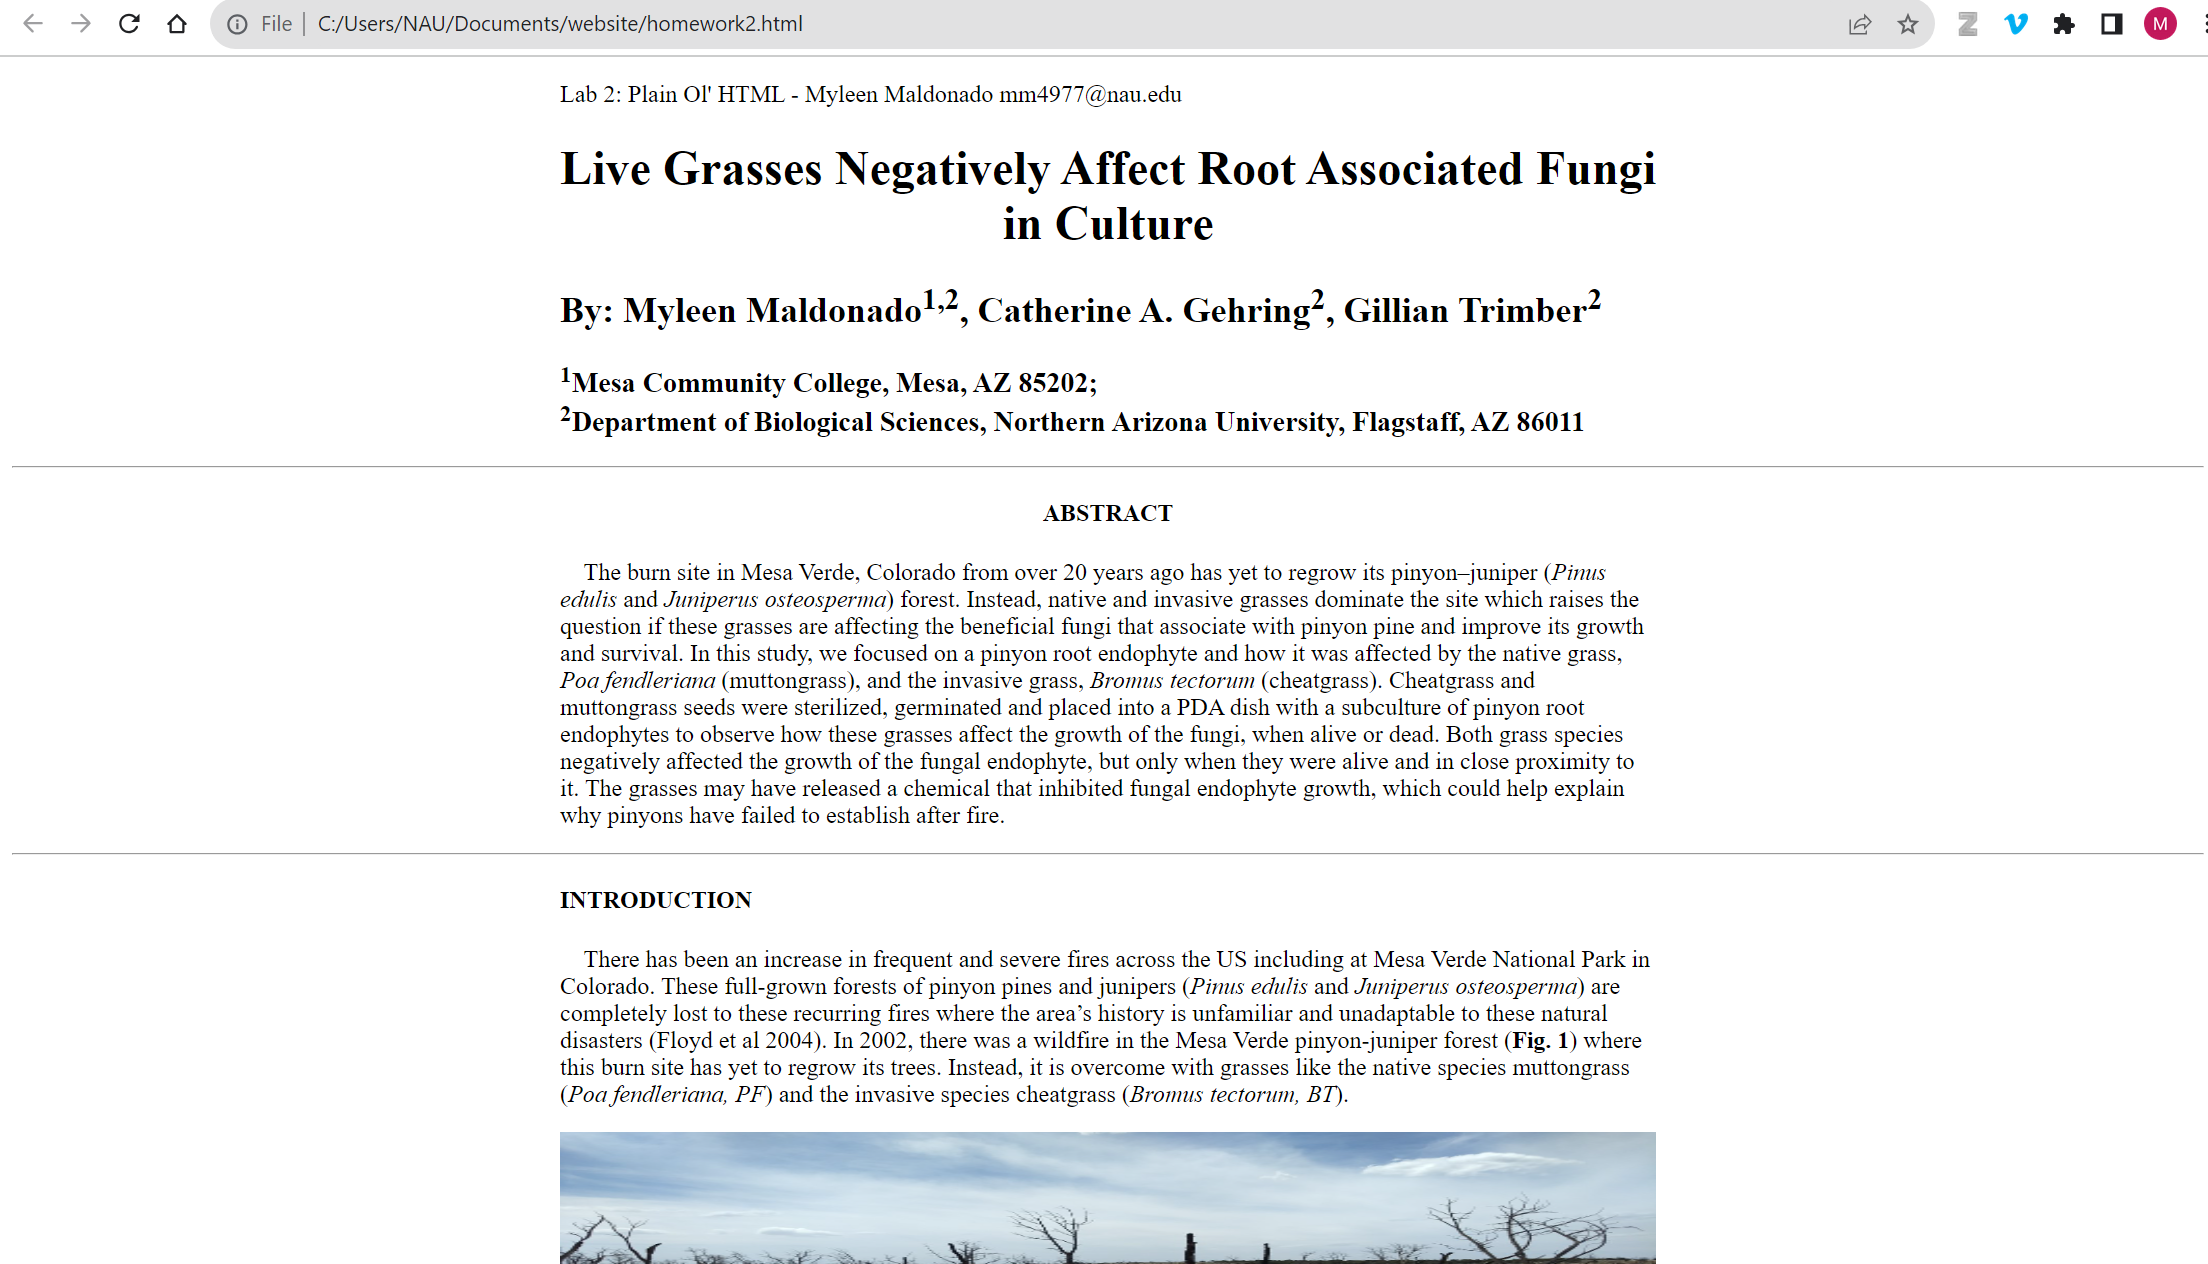 File | C:/Users/NAU/Documents/website/homework2.html
M
Lab 2: Plain Ol' HTML - Myleen Maldonado mm4977@nau.edu
Live Grasses Negatively Affect Root Associated Fungi
in Culture
By: Myleen Maldonado1,2, Catherine A. Gehring2, Gillian Trimber2
1Mesa Community College, Mesa, AZ 85202;
2Department of Biological Sciences, Northern Arizona University, Flagstaff, AZ 86011
ABSTRACT
The burn site in Mesa Verde, Colorado from over 20 years ago has yet to regrow its pinyon–juniper (Pinus
edulis and Juniperus osteosperma) forest. Instead, native and invasive grasses dominate the site which raises the
question if these grasses are affecting the beneficial fungi that associate with pinyon pine and improve its growth
and survival. In this study, we focused on a pinyon root endophyte and how it was affected by the native grass,
Poa fendleriana (muttongrass), and the invasive grass, Bromus tectorum (cheatgrass). Cheatgrass and
muttongrass seeds were sterilized, germinated and placed into a PDA dish with a subculture of pinyon root
endophytes to observe how these grasses affect the growth of the fungi, when alive or dead. Both grass species
negatively affected the growth of the fungal endophyte, but only when they were alive and in close proximity to
it. The grasses may have released a chemical that inhibited fungal endophyte growth, which could help explain
why pinyons have failed to establish after fire.
INTRODUCTION
There has been an increase in frequent and severe fires across the US including at Mesa Verde National Park in
Colorado. These full-grown forests of pinyon pines and junipers (Pinus edulis and Juniperus osteosperma) are
completely lost to these recurring fires where the area’s history is unfamiliar and unadaptable to these natural
disasters (Floyd et al 2004). In 2002, there was a wildfire in the Mesa Verde pinyon-juniper forest (Fig. 1) where
this burn site has yet to regrow its trees. Instead, it is overcome with grasses like the native species muttongrass
(Poa fendleriana, PF) and the invasive species cheatgrass (Bromus tectorum, BT).